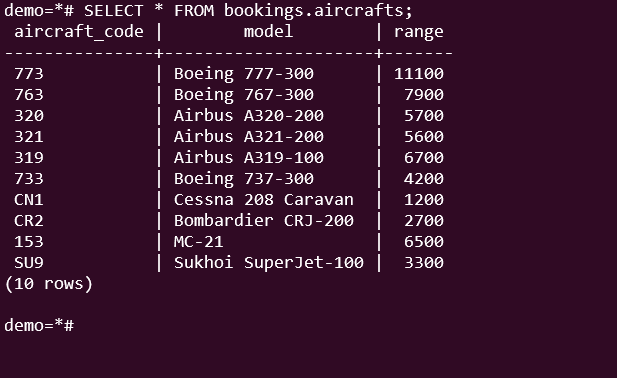 demo=*# SELECT * FROM bookings.aircrafts;
 aircraft_code |        model        | range
---------------+---------------------+-------
 773           | Boeing 777-300      | 11100
 763           | Boeing 767-300      |  7900
 320           | Airbus A320-200     |  5700
 321           | Airbus A321-200     |  5600
 319           | Airbus A319-100     |  6700
 733           | Boeing 737-300      |  4200
 CN1           | Cessna 208 Caravan  |  1200
 CR2           | Bombardier CRJ-200  |  2700
 153           | MC-21               |  6500
 SU9           | Sukhoi SuperJet-100 |  3300
(10 rows)

demo=*#